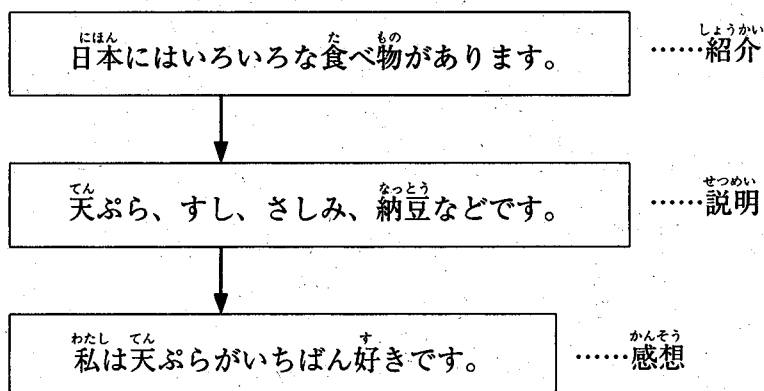 日本にはいろいろな食べ物があります。 ……紹介
天ぷら、すし、さしみ、納豆などです。 ……説明
私は天ぷらがいちばん好きです。 ……感想